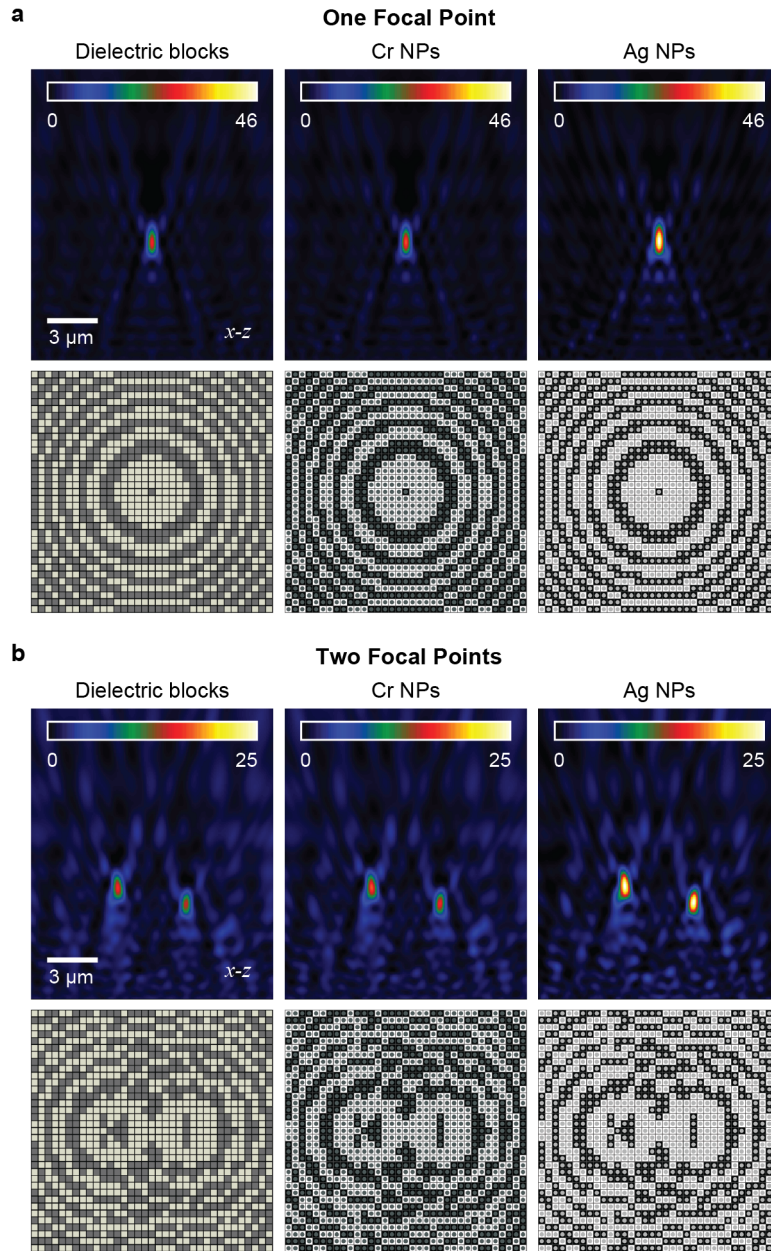 a
One Focal Point
Dielectric blocks Cr NPs Ag NPs
0 46 0 46 0 46
3 μm x-z
b
Two Focal Points
Dielectric blocks Cr NPs Ag NPs
0 25 0 25 0 25
3 μm x-z